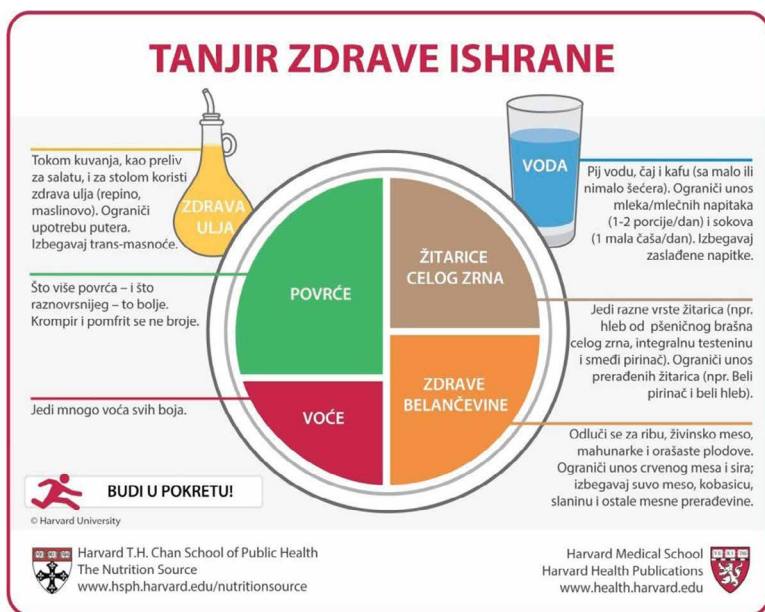 TANJIR ZDRAVE ISHRANE
Tokom kuvanja, kao preliv
za salatu, i za stolom koristi
zdrava ulja (repino,
maslinovo). Ograniči
upotrebu putera.
Izbegavaj trans-masnoće.
ZDRAVA
ULJA
VODA
Pij vodu, čaj i kafu (sa malo ili
nimalo šećera). Ograniči unos
mleka/mlečnih napitaka
(1-2 porcije/dan) i sokova
(1 mala čaša/dan). Izbegavaj
zaslađene napitke.
Što više povrća – i što
raznovrsnijeg – to bolje.
Krompir i pomfrit se ne broje.
POVRĆE
ŽITARICE
CELOG ZRNA
Jedi razne vrste žitarica (npr.
hleb od pšeničnog brašna
celog zrna, integralnu testeninu
i smeđi pirinač). Ograniči unos
prerađenih žitarica (npr. Beli
pirinač i beli hleb).
Jedi mnogo voća svih boja.
VOĆE
ZDRAVE
BELANČEVINE
Odluči se za ribu, živinsko meso,
mahunarke i orašaste plodove.
Ograniči unos crvenog mesa i sira;
izbegavaj suvo meso, kobasicu,
slaninu i ostale mesne prerađevine.
BUDI U POKRETU!
© Harvard University
Harvard T.H. Chan School of Public Health
The Nutrition Source
www.hsph.harvard.edu/nutritionsource
Harvard Medical School
Harvard Health Publications
www.health.harvard.edu